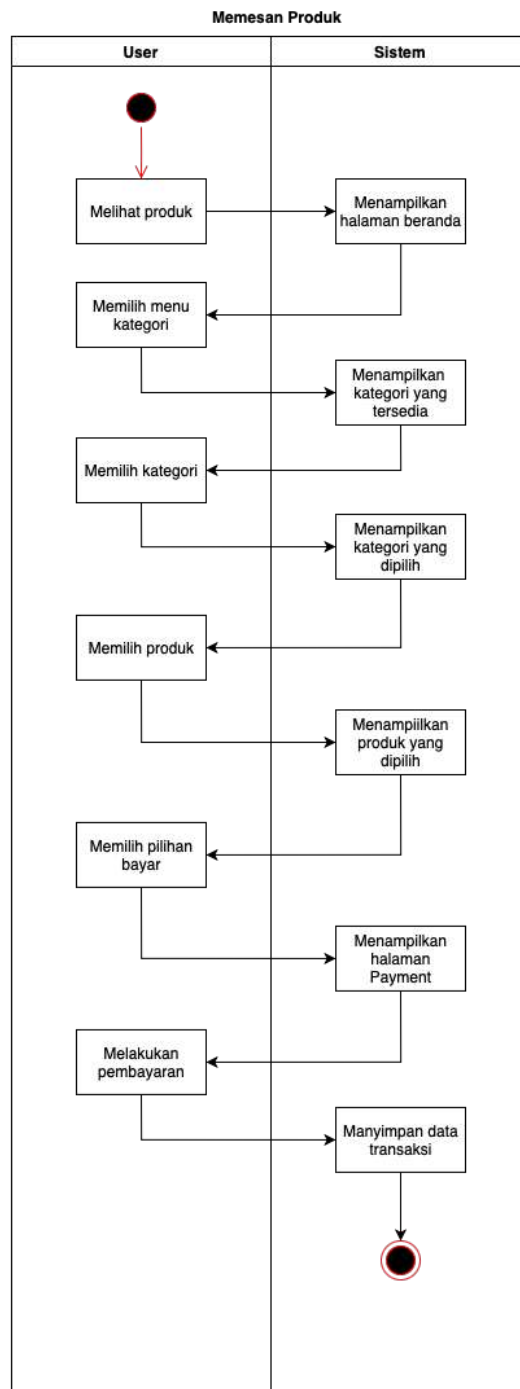 Memesan Produk
User
Sistem
Melihat produk
Menampilkan
halaman beranda
Memilih menu
kategori
Menampilkan
kategori yang
tersedia
Memilih kategori
Menampilkan
kategori yang
dipilih
Memilih produk
Menampiilkan
produk yang
dipilih
Memilih pilihan
bayar
Menampilkan
halaman
Payment
Melakukan
pembayaran
Manyimpan data
transaksi